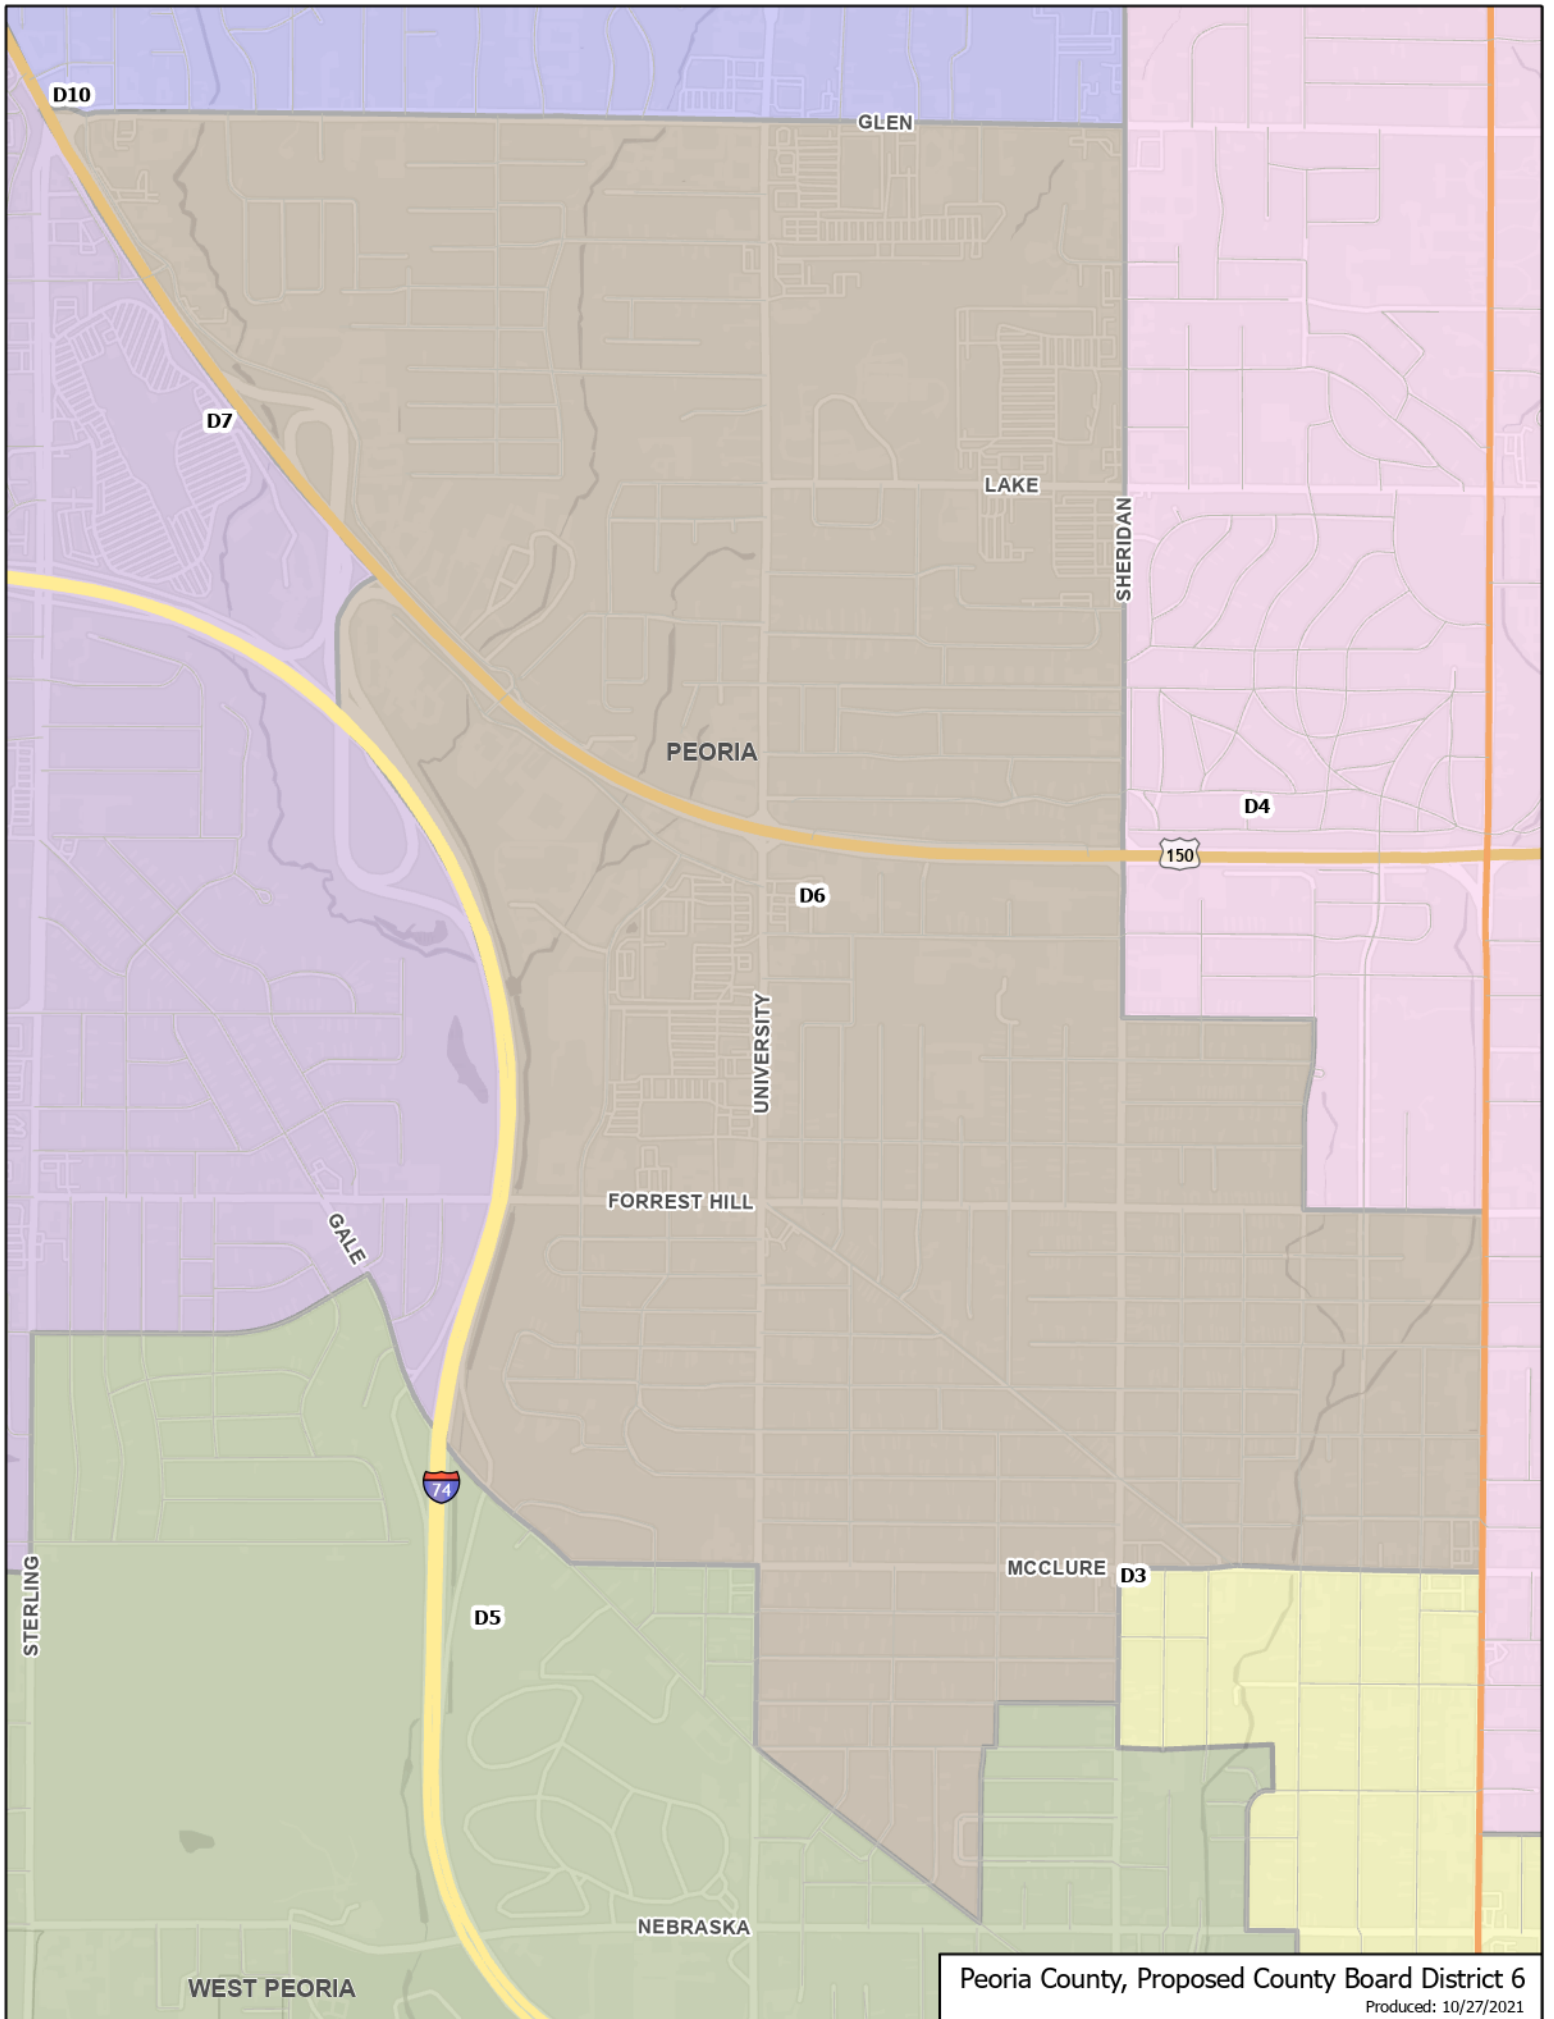 D10
GLEN
D7
LAKE
SHERIDAN
PEORIA
D4
150
D6
UNIVERSITY
FORREST HILL
GALE
74
MCCLURE
D3
STERLING
D5
NEBRASKA
WEST PEORIA
Peoria County, Proposed County Board District 6
Produced: 10/27/2021